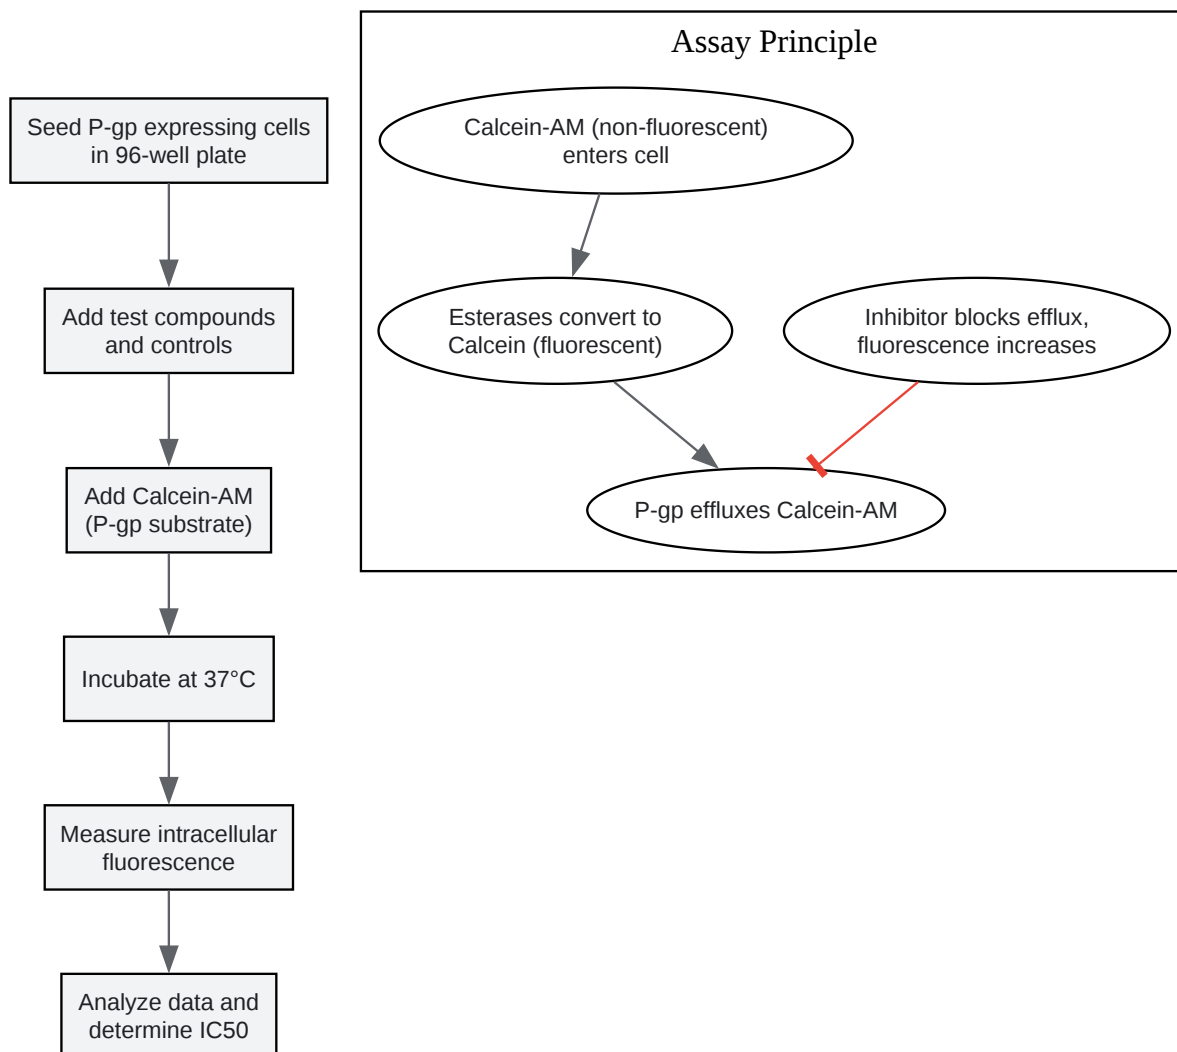 Seed P-gp expressing cells
in 96-well plate
Add test compounds
and controls
Add Calcein-AM
(P-gp substrate)
Incubate at 37°C
Measure intracellular
fluorescence
Analyze data and
determine IC50
Assay Principle
Calcein-AM (non-fluorescent)
enters cell
Esterases convert to
Calcein (fluorescent)
Inhibitor blocks efflux,
fluorescence increases
P-gp effluxes Calcein-AM